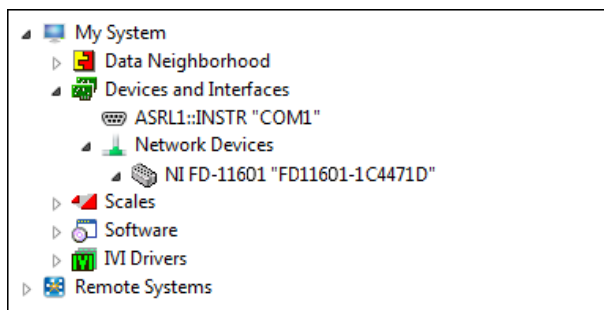 My System
Data Neighborhood
Devices and Interfaces
ASRL1::INSTR "COM1"
Network Devices
NI FD-11601 "FD11601-1C4471D"
Scales
Software
IVI Drivers
Remote Systems